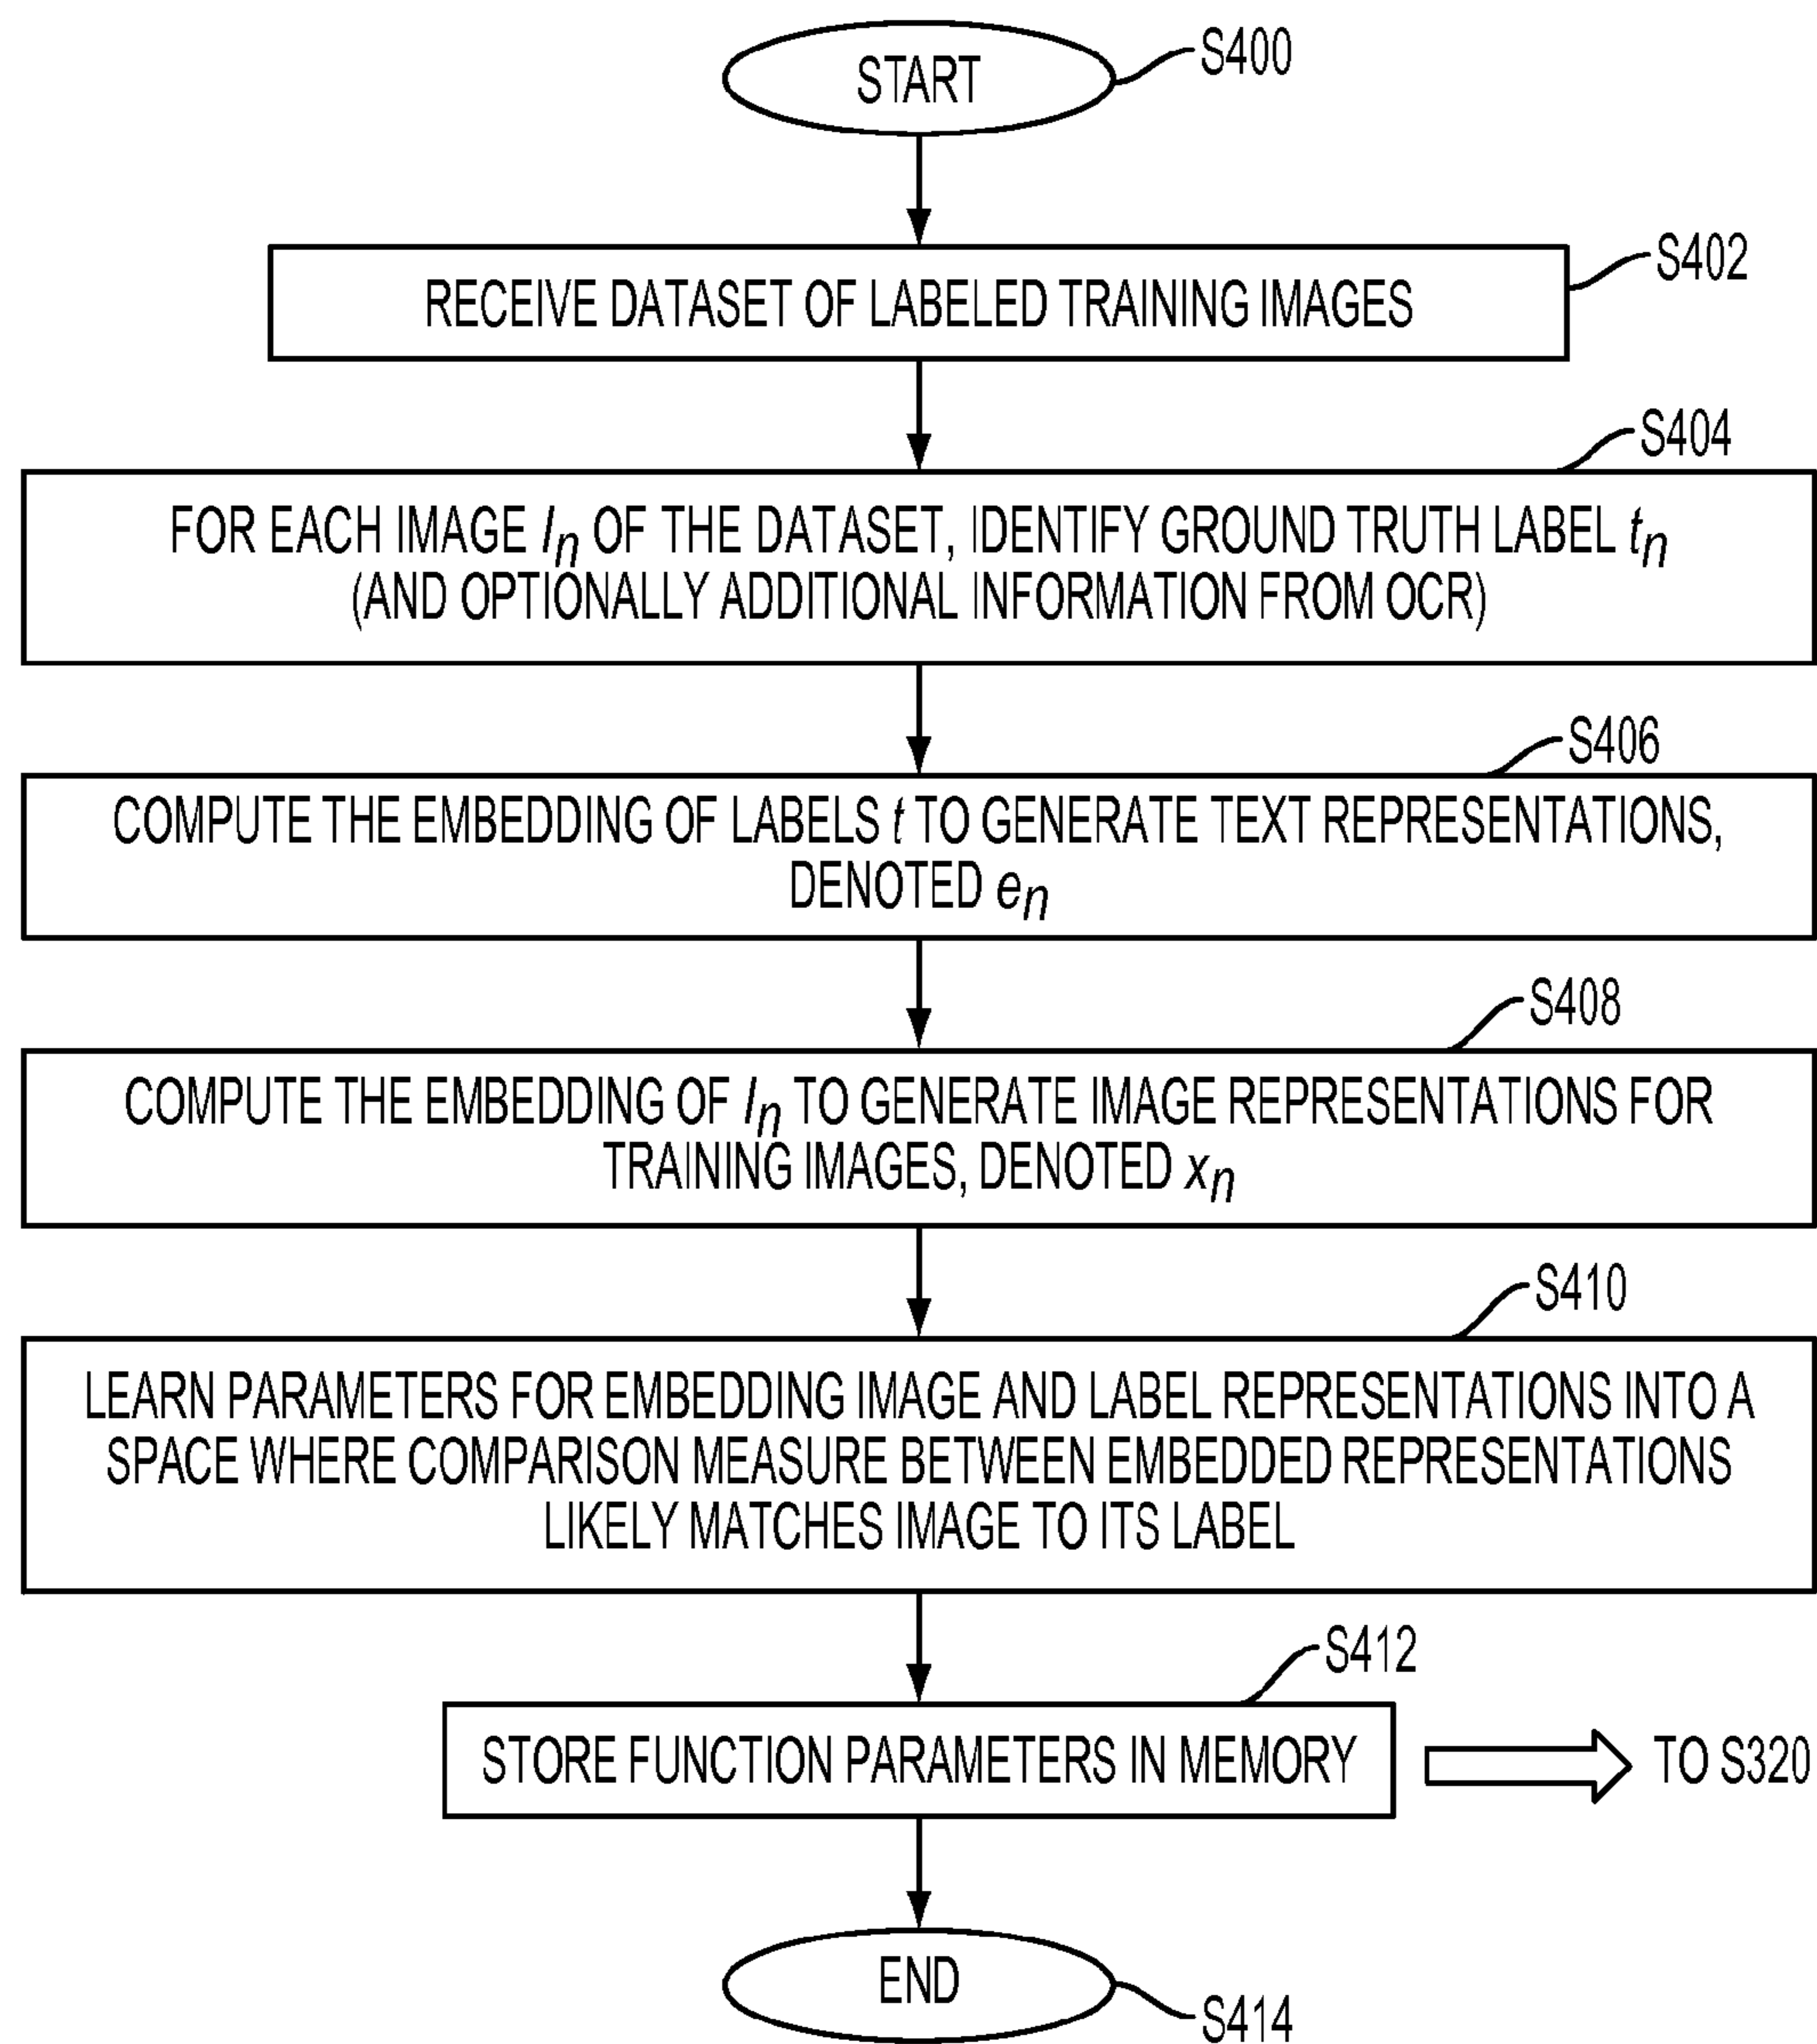 START
S400
S402
RECEIVE DATASET OF LABELED TRAINING IMAGES
S404
FOR EACH IMAGE In OF THE DATASET, IDENTIFY GROUND TRUTH LABEL tn
(AND OPTIONALLY ADDITIONAL INFORMATION FROM OCR)
S406
COMPUTE THE EMBEDDING OF LABELS t TO GENERATE TEXT REPRESENTATIONS,
DENOTED en
S408
COMPUTE THE EMBEDDING OF In TO GENERATE IMAGE REPRESENTATIONS FOR
TRAINING IMAGES, DENOTED xn
S410
LEARN PARAMETERS FOR EMBEDDING IMAGE AND LABEL REPRESENTATIONS INTO A
SPACE WHERE COMPARISON MEASURE BETWEEN EMBEDDED REPRESENTATIONS
LIKELY MATCHES IMAGE TO ITS LABEL
S412
STORE FUNCTION PARAMETERS IN MEMORY
TO S320
END
S414